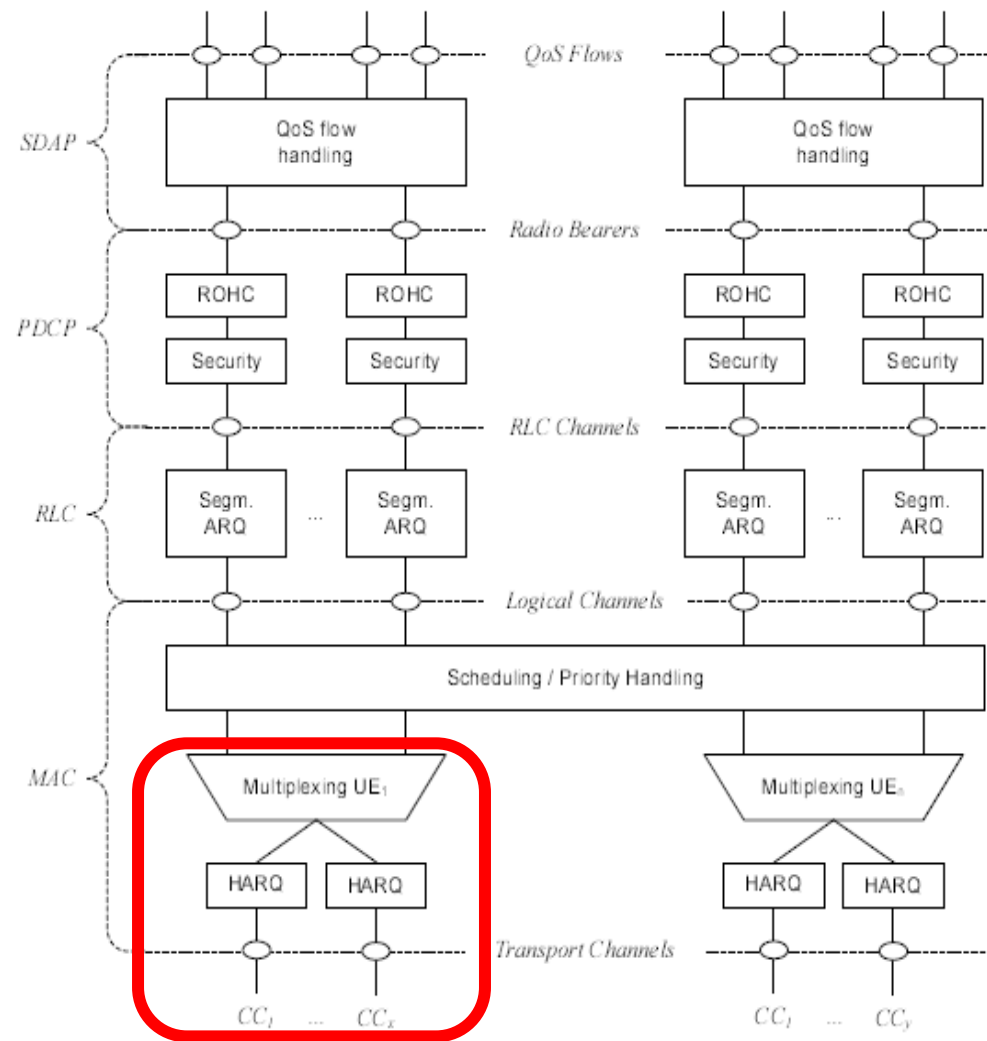 QoS Flows
SDAP
QoS flow
handling
QoS flow
handling
Radio Bearers
PDCP
ROHC
ROHC
ROHC
ROHC
Security
Security
Security
Security
RLC Channels
RLC
Segm.
ARQ
...
Segm.
ARQ
Segm.
ARQ
...
Segm.
ARQ
Logical Channels
Scheduling / Priority Handling
MAC
Multiplexing UE₁
Multiplexing UEₙ
HARQ
HARQ
HARQ
HARQ
Transport Channels
CC₁ ... CCₓ
CC₁ ... CCᵧ